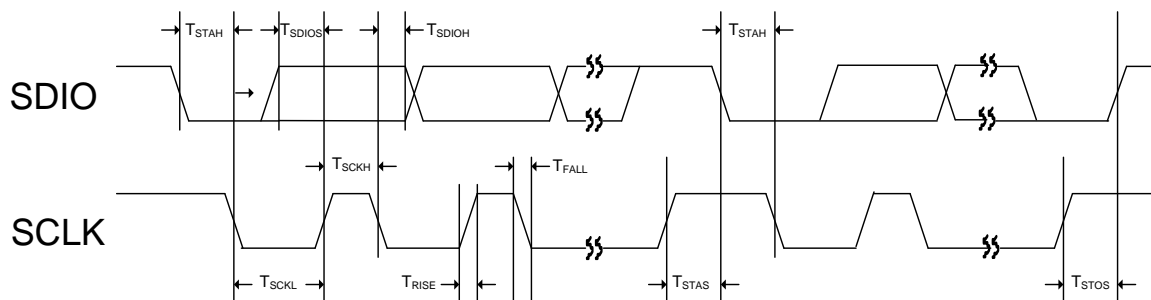 TSTAH TSDIOS TSDIOH TSTAH
SDIO
TSCKH TFALL
SCLK
TSCKL TRISE TSTAS TSTOS